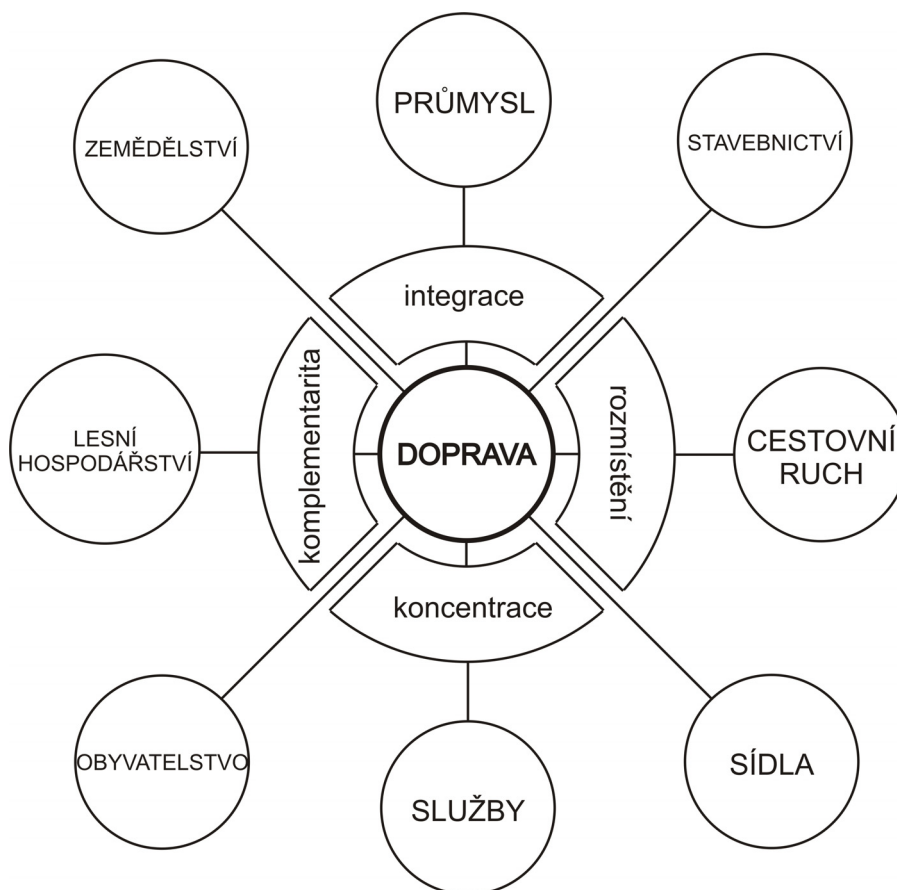 PRŮMYSL
ZEMĚDĚLSTVÍ
STAVEBNICTVÍ
integrace
komplementarita
rozmístění
LESNÍ
HOSPODÁŘSTVÍ
DOPRAVA
CESTOVNÍ
RUCH
koncentrace
OBYVATELSTVO
SLUŽBY
SÍDLA